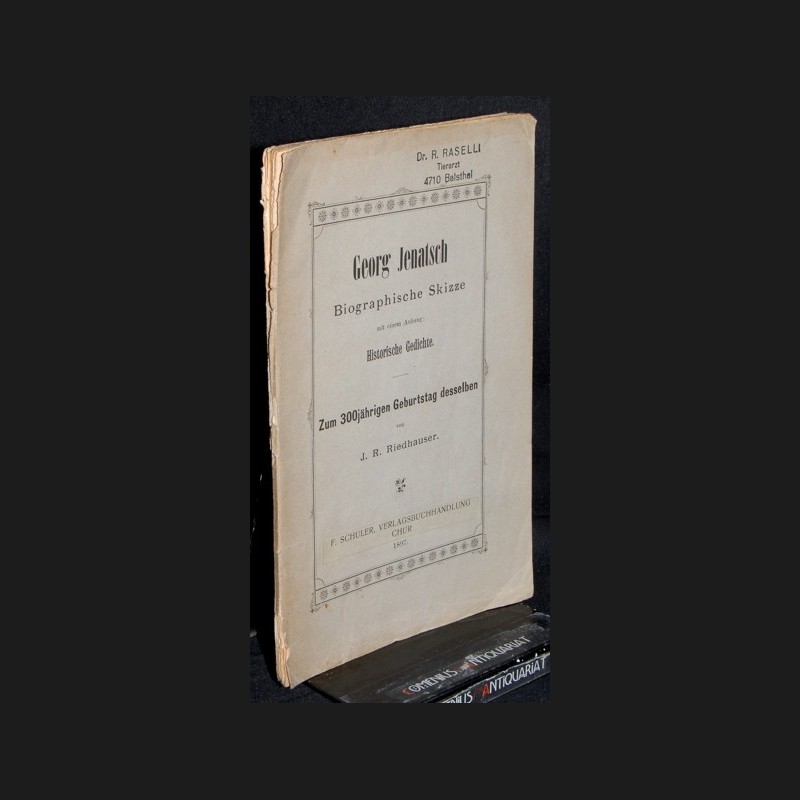 Dr. R. RASELLI
Tierarzt
4710 Balsthal
Georg Jenatsch
Biographische Skizze
mit einem Anhang:
Historische Gedichte.
Zum 300jährigen Geburtstag desselben
von
J. R. Riedhauser.
F. SCHULER, VERLAGSBUCHHANDLUNG
CHUR
1897.
COMENIUS ANTIQUARIAT
COMENIUS ANTIQUARIAT